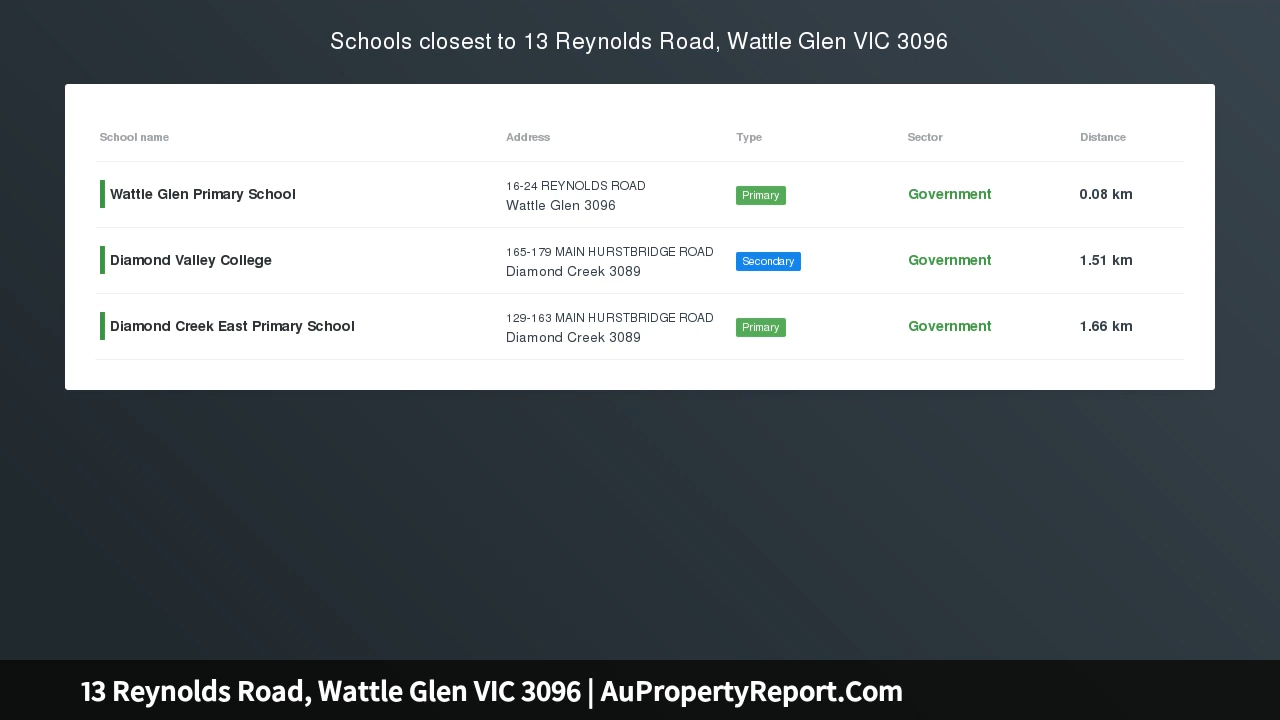 Schools closest to 13 Reynolds Road, Wattle Glen VIC 3096
School name Address Type Sector Distance
Wattle Glen Primary School 16-24 REYNOLDS ROAD Primary Government 0.08 km
Wattle Glen 3096
Diamond Valley College 165-179 MAIN HURSTBRIDGE ROAD Secondary Government 1.51 km
Diamond Creek 3089
Diamond Creek East Primary School 129-163 MAIN HURSTBRIDGE ROAD Primary Government 1.66 km
Diamond Creek 3089
13 Reynolds Road, Wattle Glen VIC 3096 | AuPropertyReport.Com